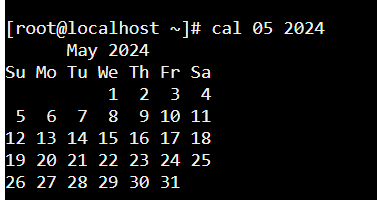 [root@localhost ~]# cal 05 2024
      May 2024
Su Mo Tu We Th Fr Sa
          1  2  3  4
 5  6  7  8  9 10 11
12 13 14 15 16 17 18
19 20 21 22 23 24 25
26 27 28 29 30 31